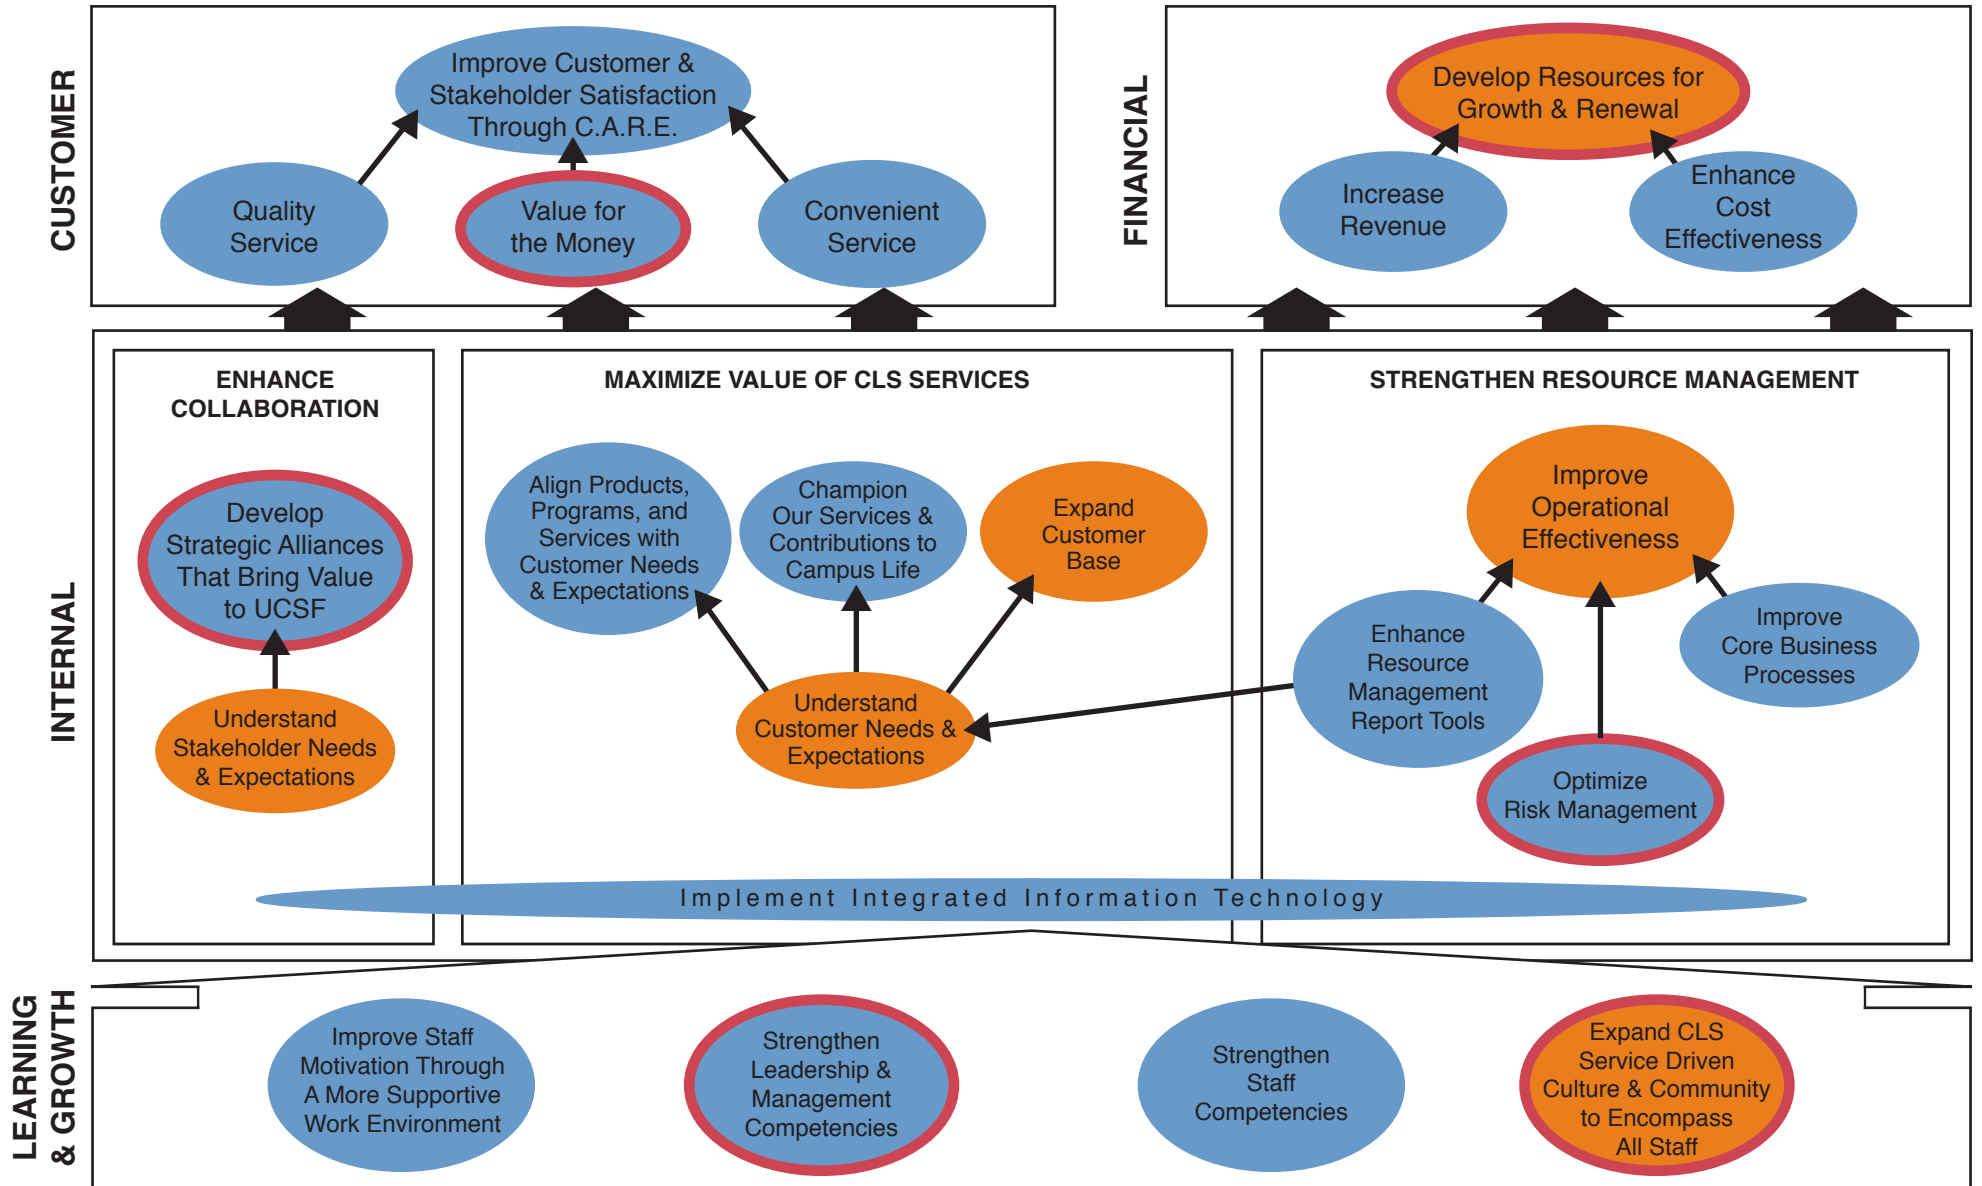 CUSTOMER
Improve Customer &
Stakeholder Satisfaction
Through C.A.R.E.
Quality
Service
Value for
the Money
Convenient
Service
FINANCIAL
Develop Resources for
Growth & Renewal
Increase
Revenue
Enhance
Cost
Effectiveness
INTERNAL
ENHANCE
COLLABORATION
Develop
Strategic Alliances
That Bring Value
to UCSF
Understand
Stakeholder Needs
& Expectations
MAXIMIZE VALUE OF CLS SERVICES
Align Products,
Programs, and
Services with
Customer Needs
& Expectations
Champion
Our Services &
Contributions to
Campus Life
Expand
Customer
Base
Understand
Customer Needs &
Expectations
STRENGTHEN RESOURCE MANAGEMENT
Improve
Operational
Effectiveness
Enhance
Resource
Management
Report Tools
Improve
Core Business
Processes
Optimize
Risk Management
Implement Integrated Information Technology
LEARNING
& GROWTH
Improve Staff
Motivation Through
A More Supportive
Work Environment
Strengthen
Leadership &
Management
Competencies
Strengthen
Staff
Competencies
Expand CLS
Service Driven
Culture & Community
to Encompass
All Staff